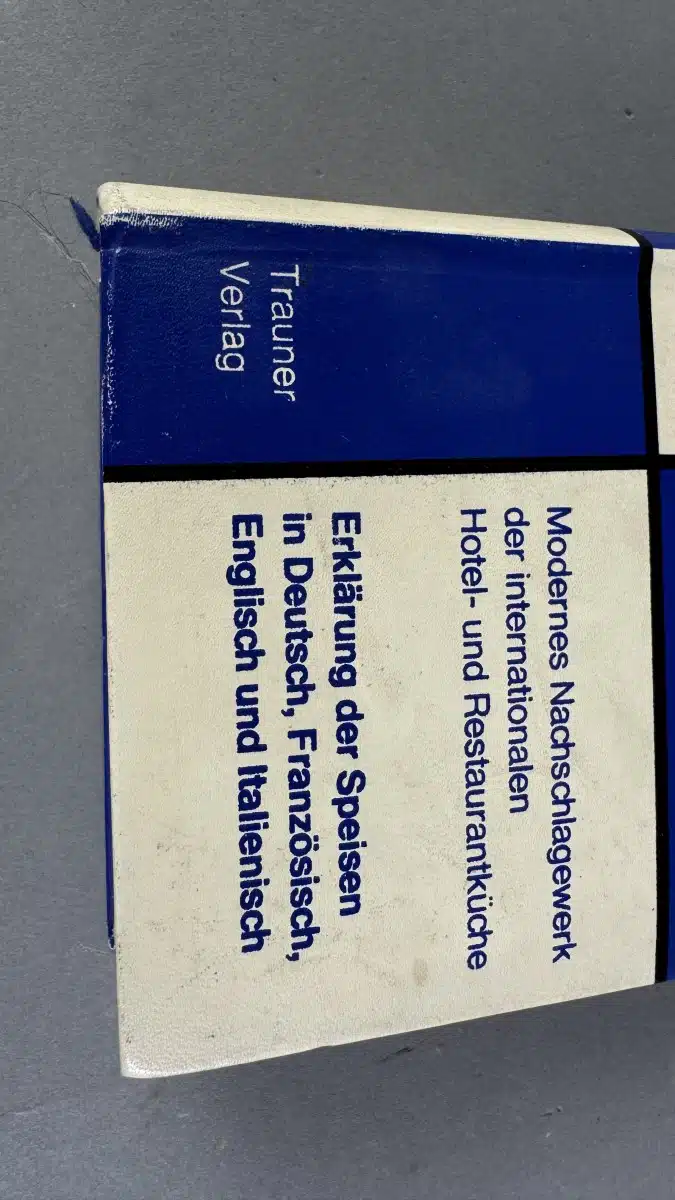 Modernes Nachschlagewerk
der internationalen
Hotel- und Restaurantküche
Erklärung der Speisen
in Deutsch, Französisch,
Englisch und Italienisch
Trauner
Verlag